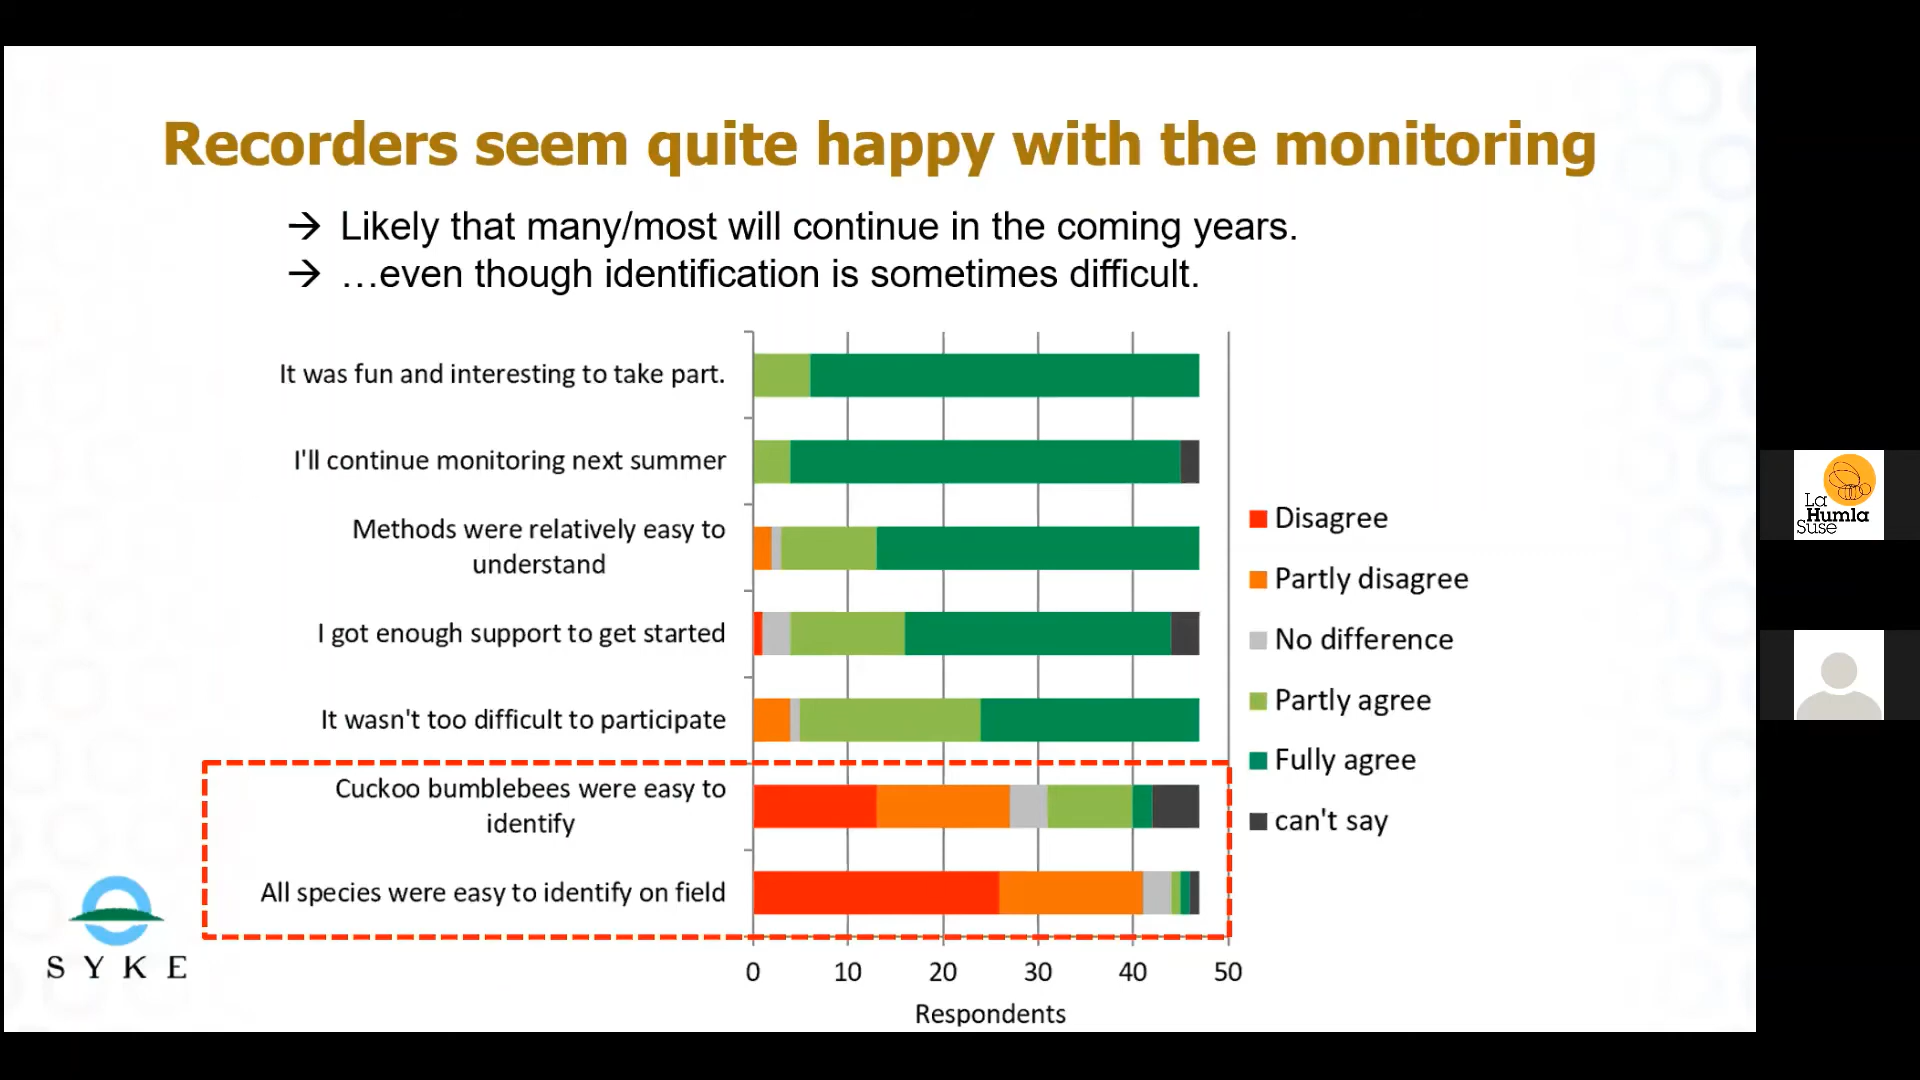 Recorders seem quite happy with the monitoring
→ Likely that many/most will continue in the coming years.
→ …even though identification is sometimes difficult.
It was fun and interesting to take part.
I'll continue monitoring next summer
Methods were relatively easy to
understand
I got enough support to get started
It wasn't too difficult to participate
Cuckoo bumblebees were easy to
identify
All species were easy to identify on field
0 10 20 30 40 50
Respondents
Disagree
Partly disagree
No difference
Partly agree
Fully agree
can't say
SYKE
La
Humla
Suse